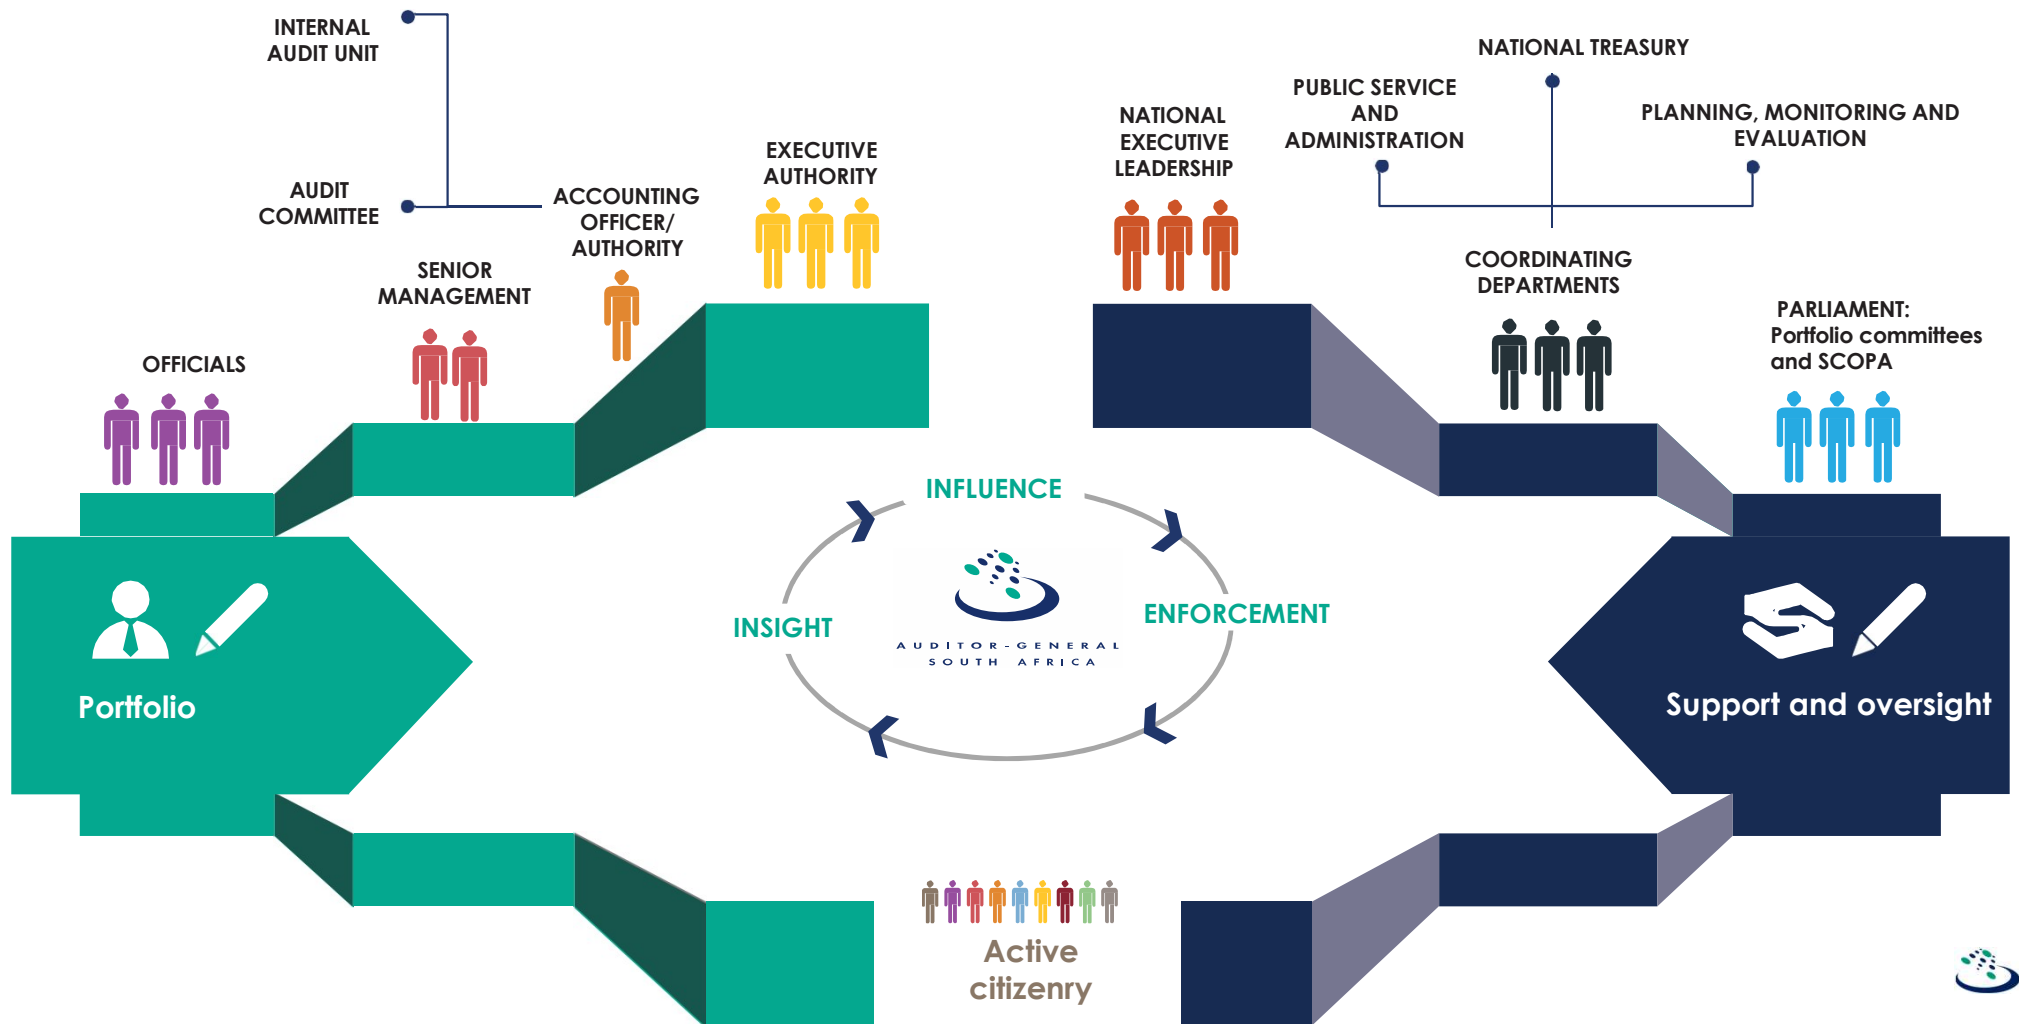 INTERNAL
AUDIT UNIT
AUDIT
COMMITTEE
ACCOUNTING
OFFICER/
AUTHORITY
EXECUTIVE
AUTHORITY
SENIOR
MANAGEMENT
OFFICIALS
NATIONAL
EXECUTIVE
LEADERSHIP
PUBLIC SERVICE
AND
ADMINISTRATION
NATIONAL TREASURY
PLANNING, MONITORING AND
EVALUATION
COORDINATING
DEPARTMENTS
PARLIAMENT:
Portfolio committees
and SCOPA
INFLUENCE
ENFORCEMENT
INSIGHT
AUDITOR-GENERAL
SOUTH AFRICA
Portfolio
Support and oversight
Active
citizenry